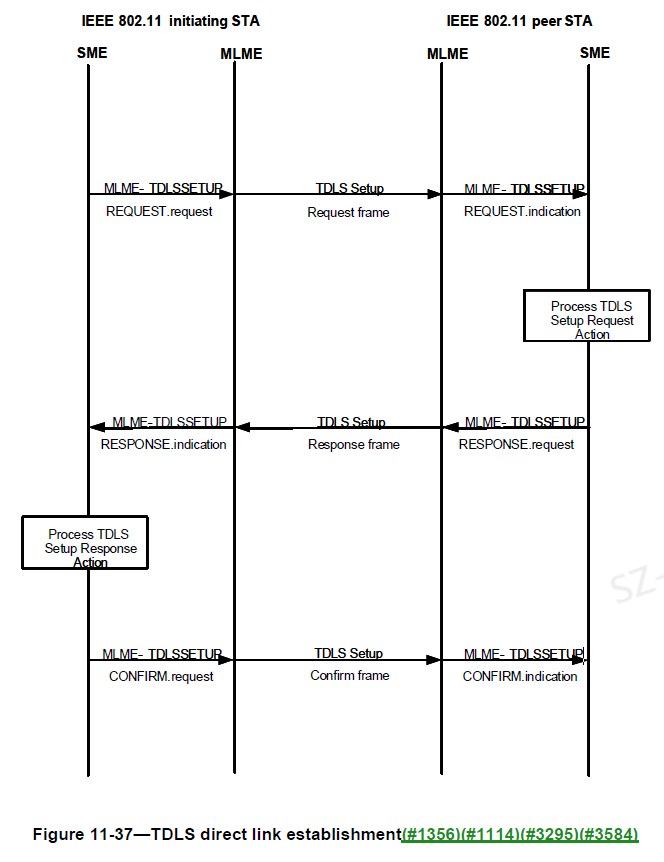 IEEE 802.11 initiating STA IEEE 802.11 peer STA
SME MLME MLME SME
MLME- TDLSSETUP TDLS Setup MLME- TDLSSETUP
REQUEST.request Request frame REQUEST.indication
Process TDLS
Setup Request
Action
MLME-TDLSSETUP TDLS Setup MLME- TDLSSETUP
RESPONSE.indication Response frame RESPONSE.request
Process TDLS
Setup Response
Action
SZ-
MLME- TDLSSETUP TDLS Setup MLME- TDLSSETUP
CONFIRM.request Confirm frame CONFIRM.indication
Figure 11-37—TDLS direct link establishment(#1356)(#1114)(#3295)(#3584)